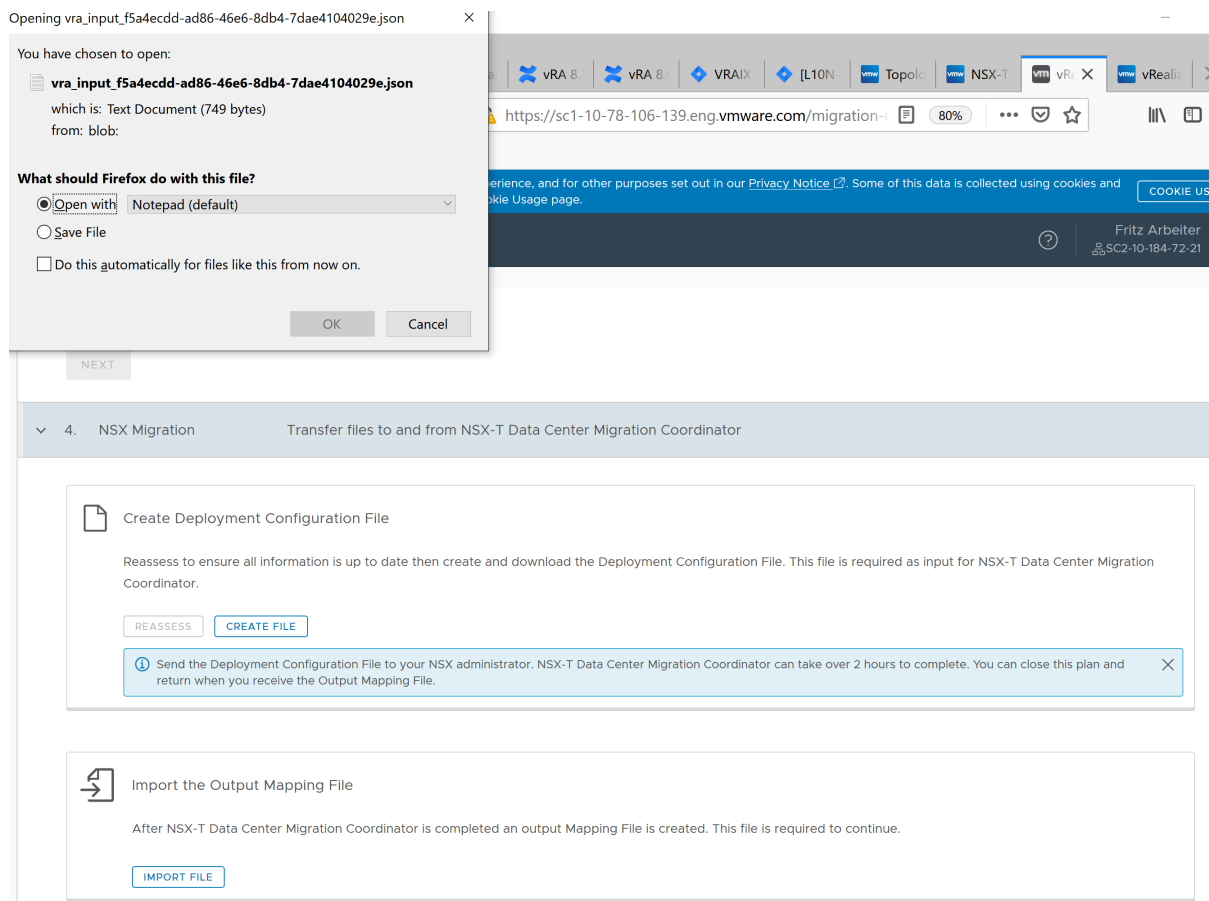 Opening vra_input_f5a4ecdd-ad86-46e6-8db4-7dae4104029e.json
You have chosen to open:
vra_input_f5a4ecdd-ad86-46e6-8db4-7dae4104029e.json
which is: Text Document (749 bytes)
from: blob:
What should Firefox do with this file?
Open with
Notepad (default)
Save File
Do this automatically for files like this from now on.
OK
Cancel
vRA 8.
vRA 8.
VRAIX
[L10N-
vmw Topolo
vmw NSX-T
vm vRe
vmw vRealiz
https://sc1-10-78-106-139.eng.vmware.com/migration-
80%
erience, and for other purposes set out in our Privacy Notice. Some of this data is collected using cookies and
okie Usage page.
COOKIE US
Fritz Arbeiter
SC2-10-184-72-21
NEXT
4. NSX Migration Transfer files to and from NSX-T Data Center Migration Coordinator
Create Deployment Configuration File
Reassess to ensure all information is up to date then create and download the Deployment Configuration File. This file is required as input for NSX-T Data Center Migration
Coordinator.
REASSESS CREATE FILE
Send the Deployment Configuration File to your NSX administrator. NSX-T Data Center Migration Coordinator can take over 2 hours to complete. You can close this plan and
return when you receive the Output Mapping File.
Import the Output Mapping File
After NSX-T Data Center Migration Coordinator is completed an output Mapping File is created. This file is required to continue.
IMPORT FILE